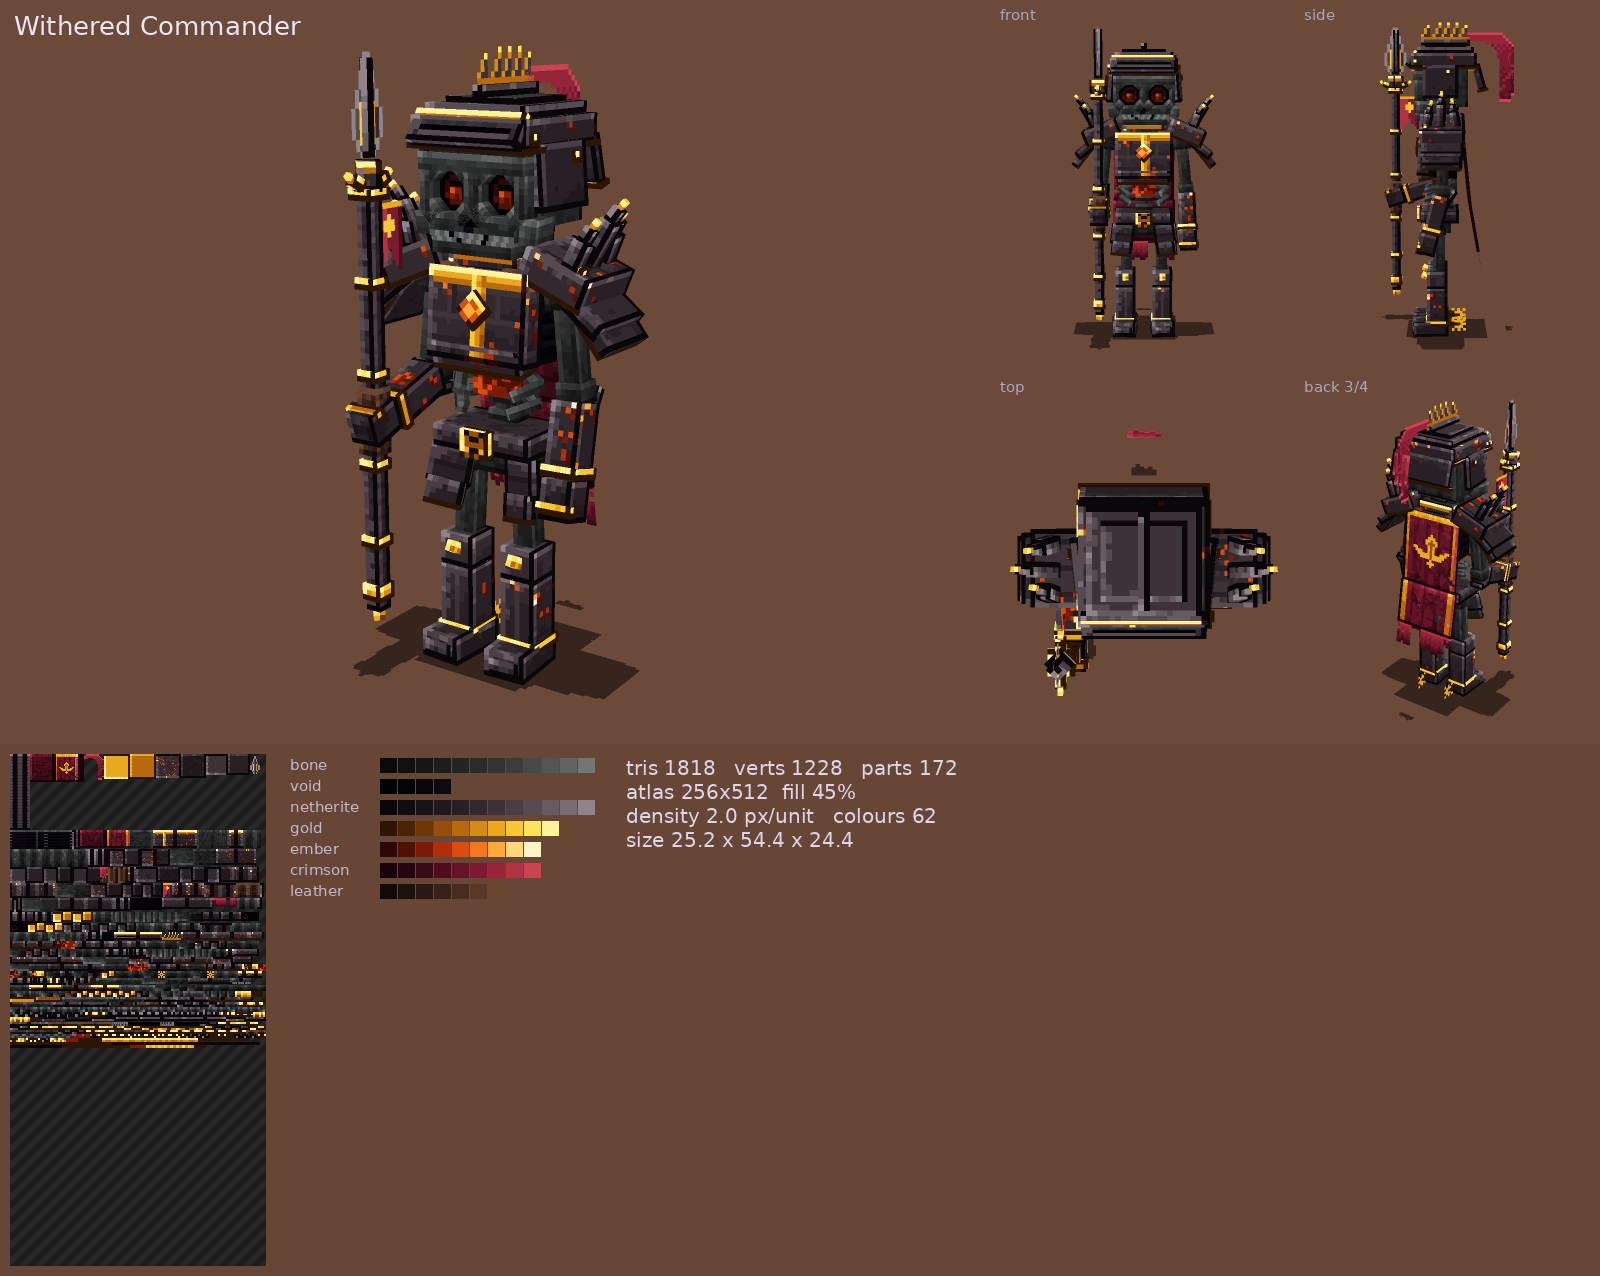 Withered Commander
front
side
top
back 3/4
bone
void
netherite
gold
ember
crimson
leather
tris 1818 verts 1228 parts 172
atlas 256x512 fill 45%
density 2.0 px/unit colours 62
size 25.2 x 54.4 x 24.4